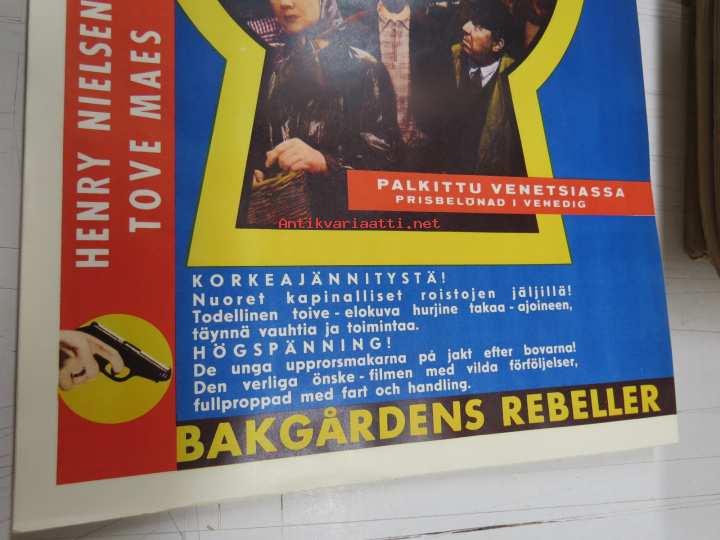 HENRY NIELSEN
TOVE MAES
PALKITTU VENETSIASSA
PRISBELÖNAD I VENEDIG
Antikvariaatti.net
KORKEAJÄNNITYSTÄ!
Nuoret kapinalliset roistojen jäljillä!
Todellinen toive-elokuva hurjine takaa-ajoineen,
täynnä vauhtia ja toimintaa.
HÖGSPÄNNING!
De unga upprorsmakarna på jakt efter bovarna!
Den verliga önske-filmen med vilda förföljelser,
fullproppad med fart och handling.
BAKGÅRDENS REBELLER